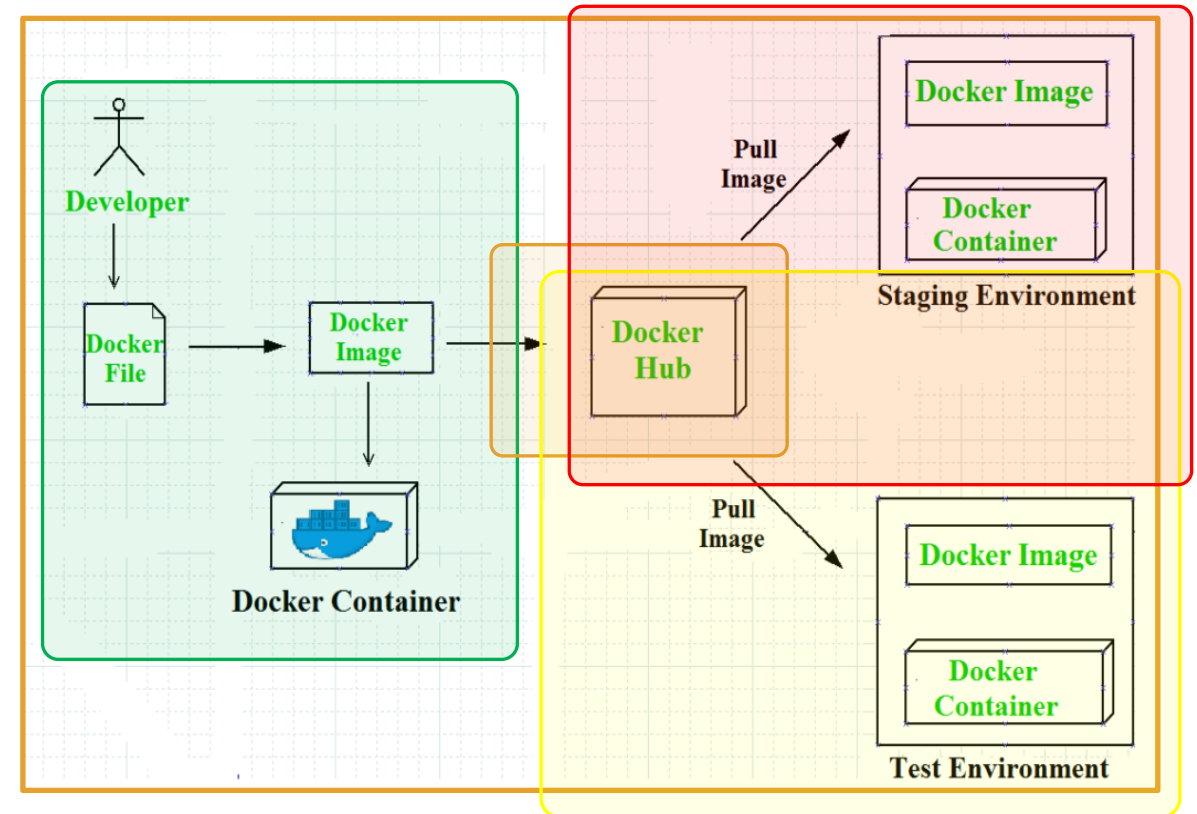 Developer
Docker
File
Docker
Image
Docker Container
Docker
Hub
Pull
Image
Docker Image
Docker
Container
Staging Environment
Pull
Image
Docker Image
Docker
Container
Test Environment